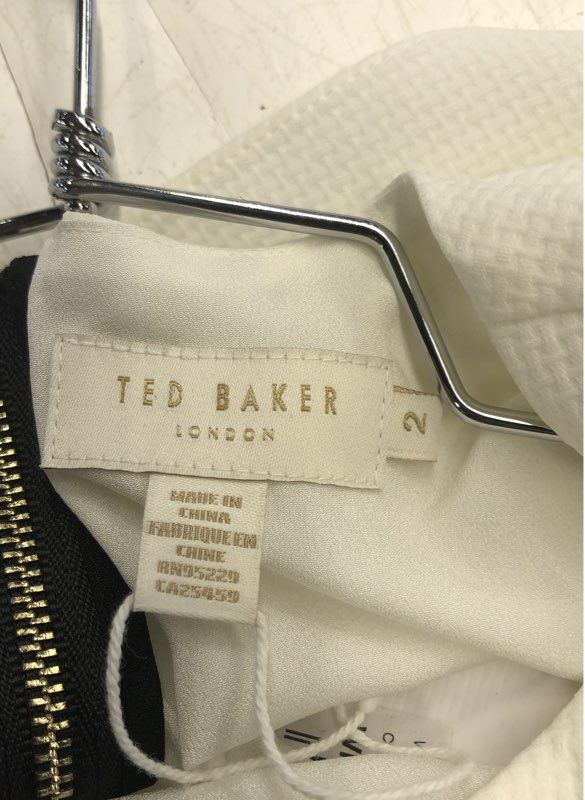 TED BAKER
LONDON
2
MADE IN
CHINA
FABRIQUE EN
CHINE
RN95229
CA25459